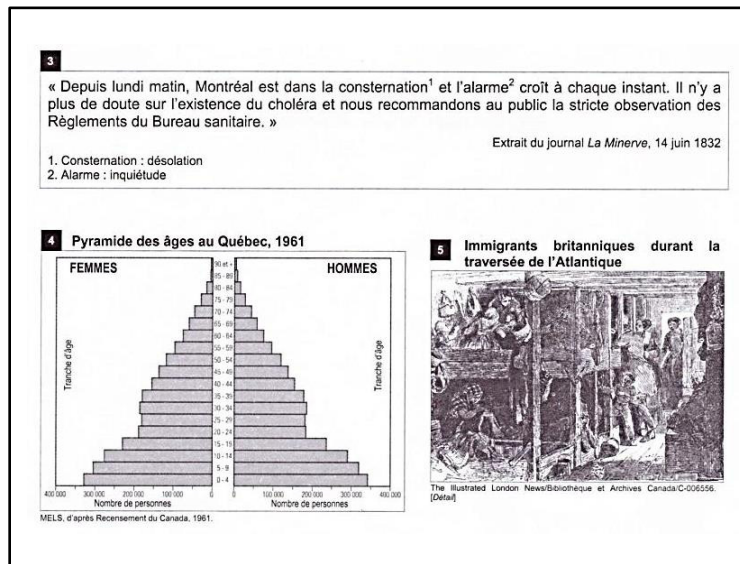 3
« Depuis lundi matin, Montréal est dans la consternation¹ et l'alarme² croît à chaque instant. Il n'y a
plus de doute sur l'existence du choléra et nous recommandons au public la stricte observation des
Règlements du Bureau sanitaire. »
Extrait du journal La Minerve, 14 juin 1832
1. Consternation : désolation
2. Alarme : inquiétude
4 Pyramide des âges au Québec, 1961
FEMMES
HOMMES
90 et +
85 - 89
80 - 84
75 - 79
70 - 74
65 - 69
60 - 64
55 - 59
50 - 54
45 - 49
40 - 44
35 - 39
30 - 34
25 - 29
20 - 24
15 - 19
10 - 14
5 - 9
0 - 4
Tranche d'âge
Tranche d'âge
400 000 300 000 200 000 100 000 0 0 100 000 200 000 300 000 400 000
Nombre de personnes
Nombre de personnes
MELS, d'après Recensement du Canada, 1961.
5 Immigrants britanniques durant la
traversée de l'Atlantique
The Illustrated London News/Bibliothèque et Archives Canada/C-006556.
[Détail]